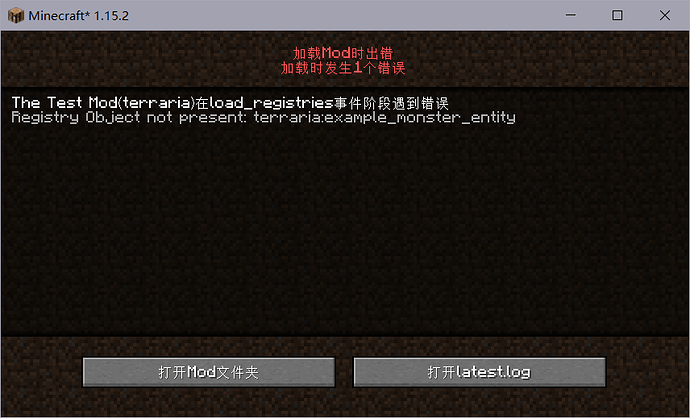 Minecraft* 1.15.2
加载Mod时出错
加载时发生1个错误
The Test Mod(terraria)在load_registries事件阶段遇到错误
Registry Object not present: terraria:example_monster_entity
打开Mod文件夹
打开latest.log